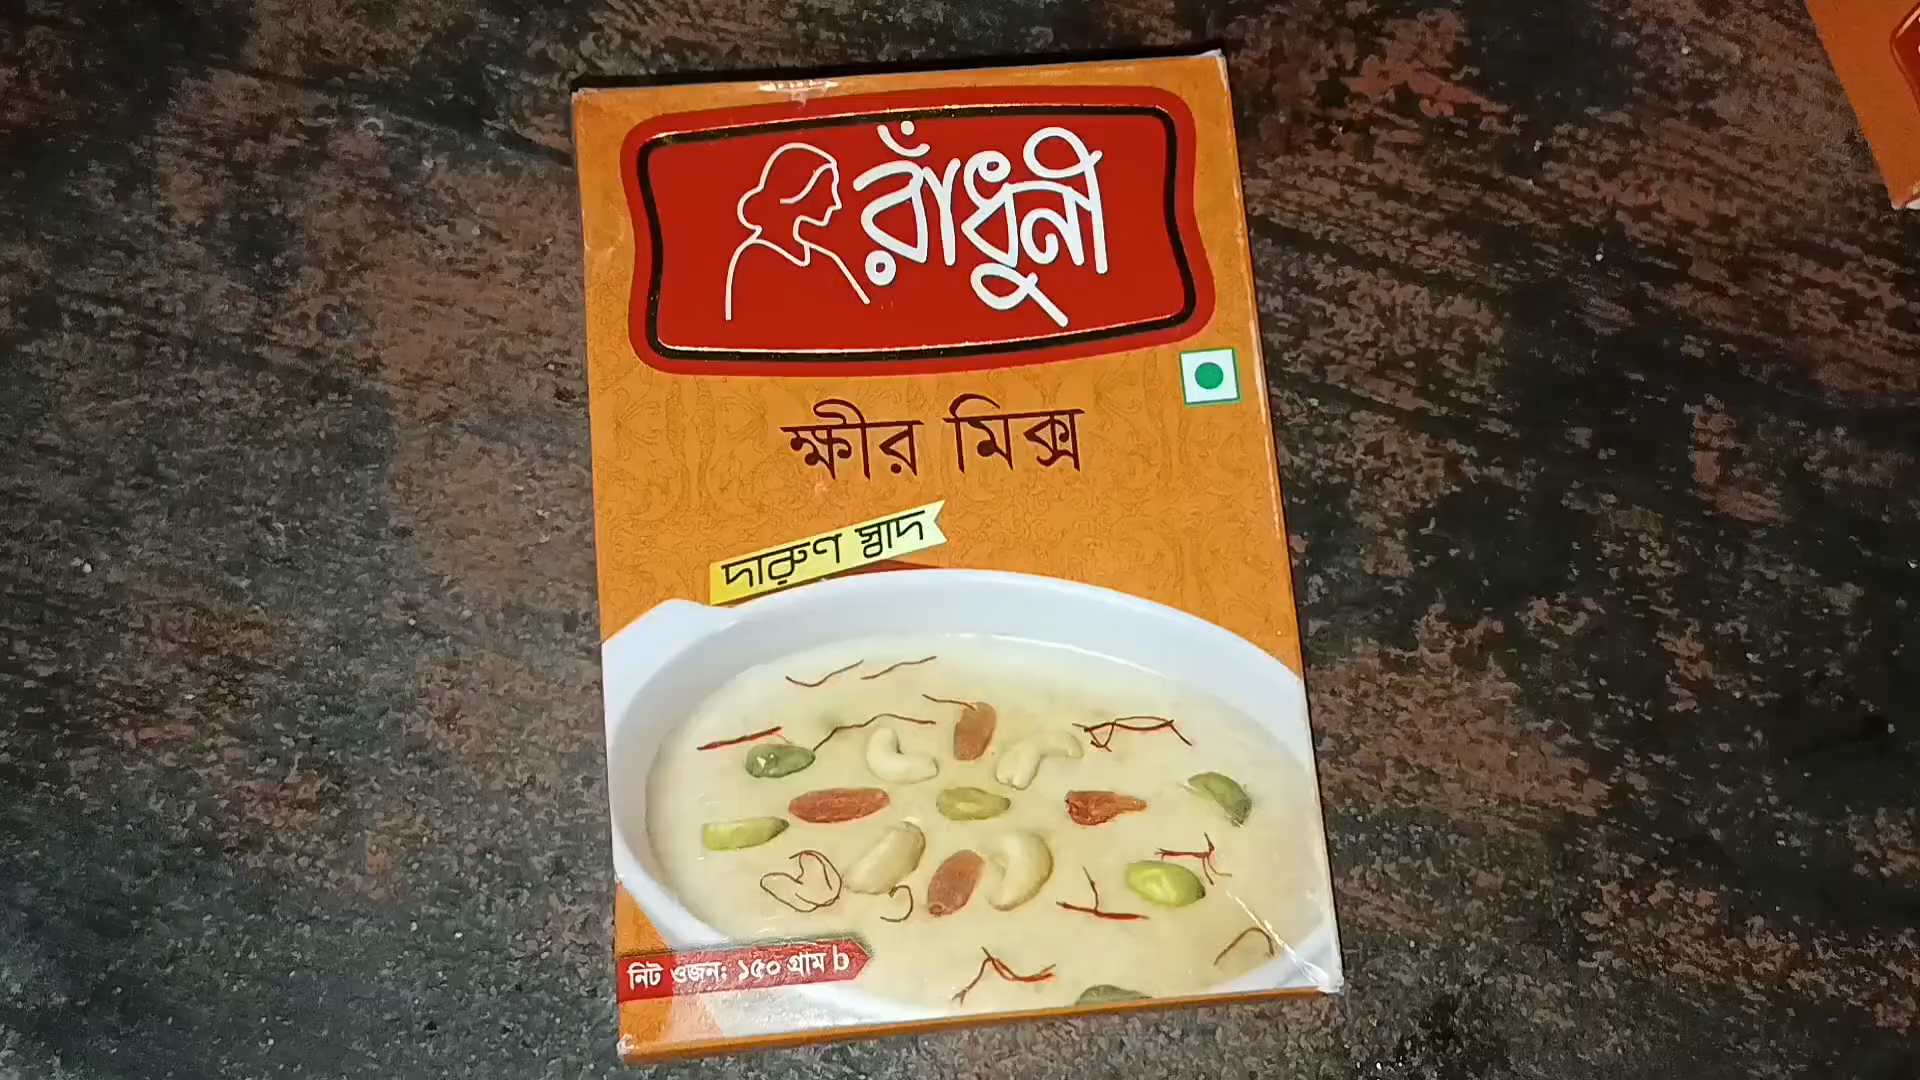 রাঁধুনী
ক্ষীর মিক্স
দারুণ স্বাদ
নিট ওজন: ১৫০ গ্রাম b